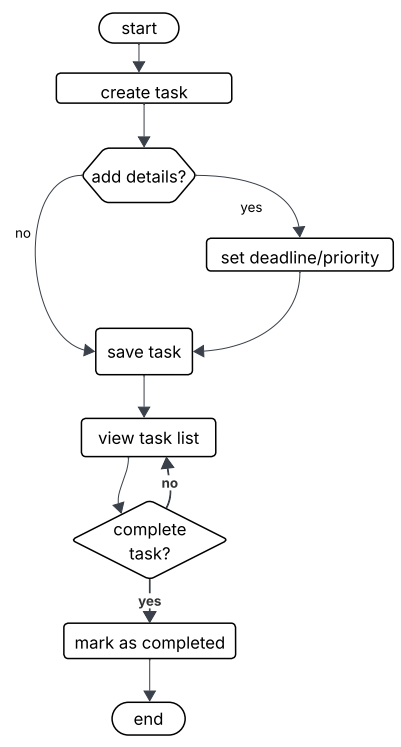 start
create task
add details?
yes
no
set deadline/priority
save task
view task list
no
complete
task?
yes
mark as completed
end